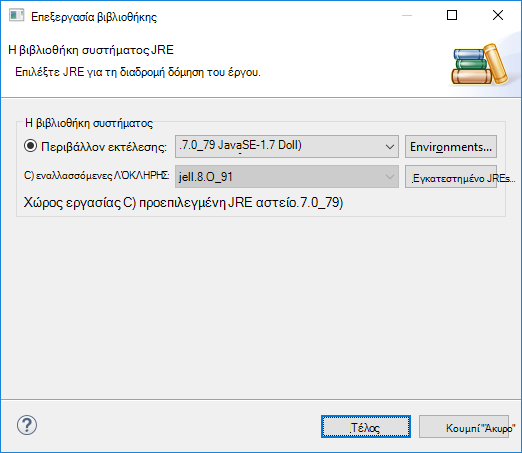 Επεξεργασία βιβλιοθήκης
Η βιβλιοθήκη συστήματος JRE
Επιλέξτε JRE για τη διαδρομή δόμηση του έργου.
Η βιβλιοθήκη συστήματος
Περιβάλλον εκτέλεσης: .7.0_79 JavaSE-1.7 Doll) Environments...
C) εναλλασσόμενες Λ'ΌΚΛΗΡΗΣ: jell.8.O_91 Εγκατεστημένο JREs...
Χώρος εργασίας C) προεπιλεγμένη JRE αστείο.7.0_79)
Τέλος Κουμπί "Άκυρο"